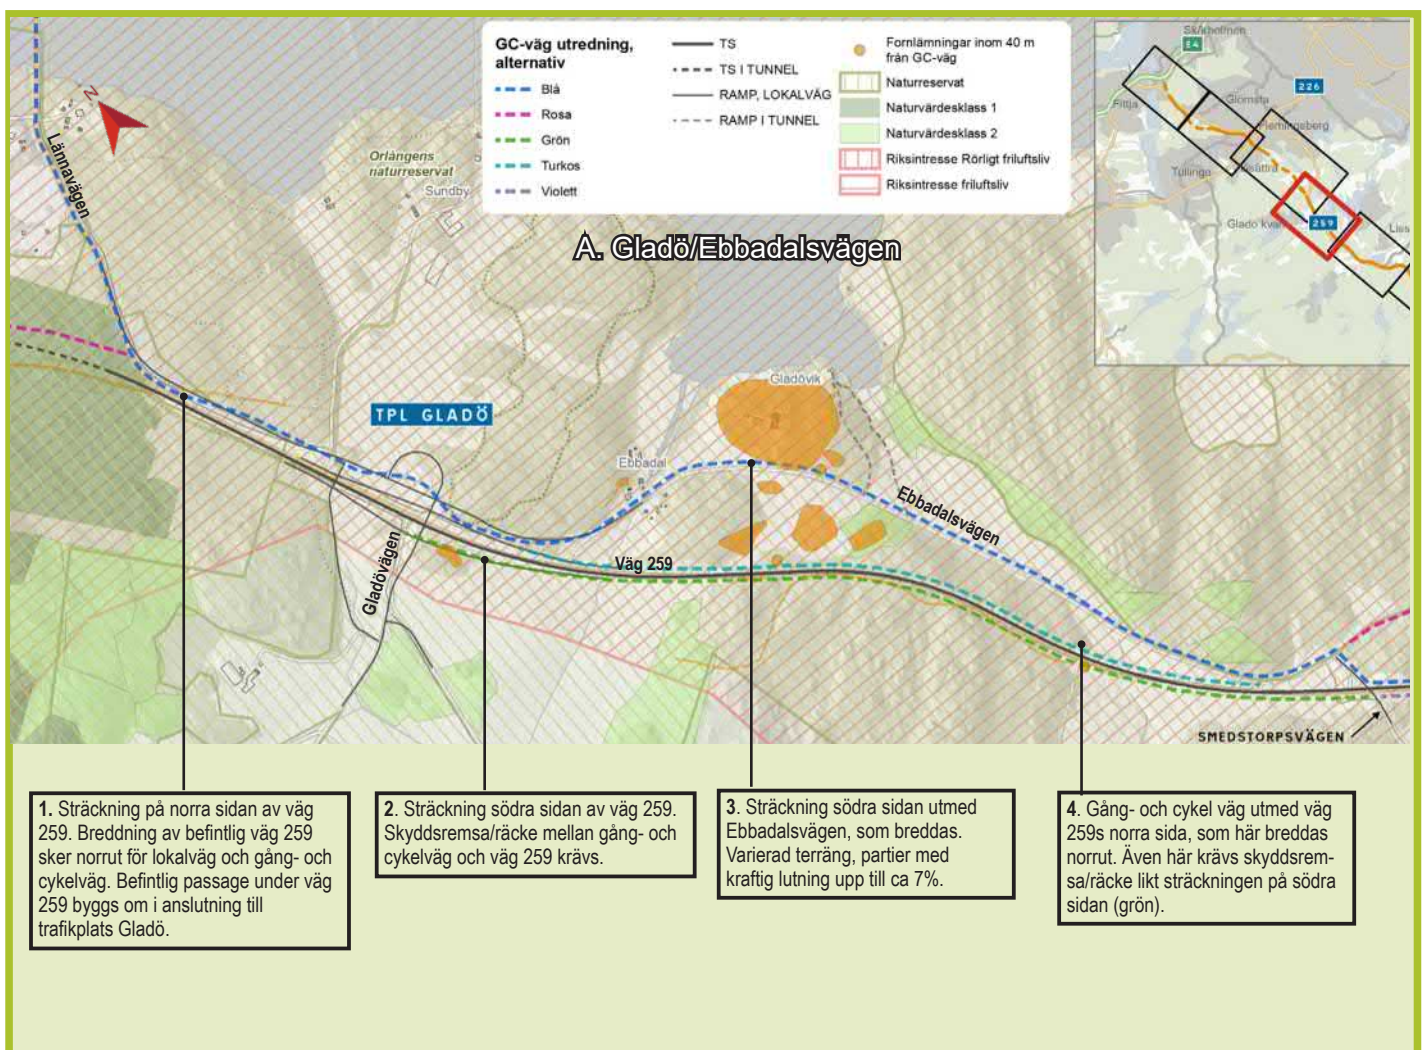 GC-väg utredning,
alternativ
Blå
Rosa
Grön
Turkos
Violett
TS
TS I TUNNEL
RAMP, LOKALVÄG
RAMP I TUNNEL
Fornlämningar inom 40 m
från GC-väg
Naturreservat
Naturvärdesklass 1
Naturvärdesklass 2
Riksintresse Rörligt friluftsliv
Riksintresse friluftsliv
E4
Fittja
Glömsta
226
Flemingsberg
Tullinge
Gladö kvarn
259
Liss
N
Lännavägen
Orlångens
naturreservat
Sundby
A. Gladö/Ebbadalsvägen
TPL GLADÖ
Gladövik
Ebbadal
Ebbadalsvägen
Väg 259
Gladövägen
SMEDSTORPSVÄGEN
1. Sträckning på norra sidan av väg
259. Breddning av befintlig väg 259
sker norrut för lokalväg och gång- och
cykelväg. Befintlig passage under väg
259 byggs om i anslutning till
trafikplats Gladö.
2. Sträckning södra sidan av väg 259.
Skyddsremsa/räcke mellan gång- och
cykelväg och väg 259 krävs.
3. Sträckning södra sidan utmed
Ebbadalsvägen, som breddas.
Varierad terräng, partier med
kraftig lutning upp till ca 7%.
4. Gång- och cykel väg utmed väg
259s norra sida, som här breddas
norrut. Även här krävs skyddsrem-
sa/räcke likt sträckningen på södra
sidan (grön).